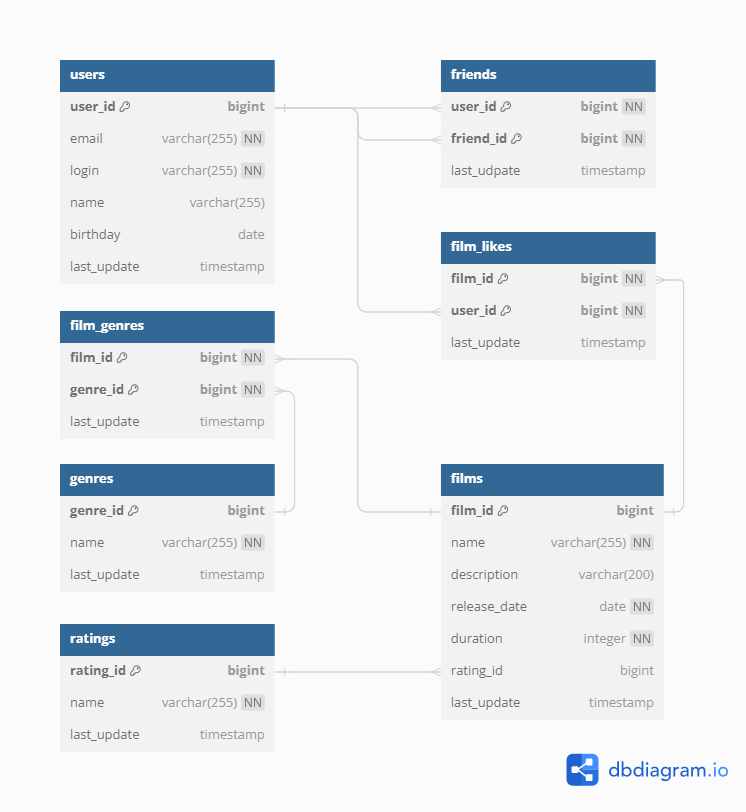 users
user_id bigint
email varchar(255) NN
login varchar(255) NN
name varchar(255)
birthday date
last_update timestamp
friends
user_id bigint NN
friend_id bigint NN
last_udpate timestamp
film_likes
film_id bigint NN
user_id bigint NN
last_update timestamp
film_genres
film_id bigint NN
genre_id bigint NN
last_update timestamp
genres
genre_id bigint
name varchar(255) NN
last_update timestamp
films
film_id bigint
name varchar(255) NN
description varchar(200)
release_date date NN
duration integer NN
rating_id bigint
last_update timestamp
ratings
rating_id bigint
name varchar(255) NN
last_update timestamp
dbdiagram.io